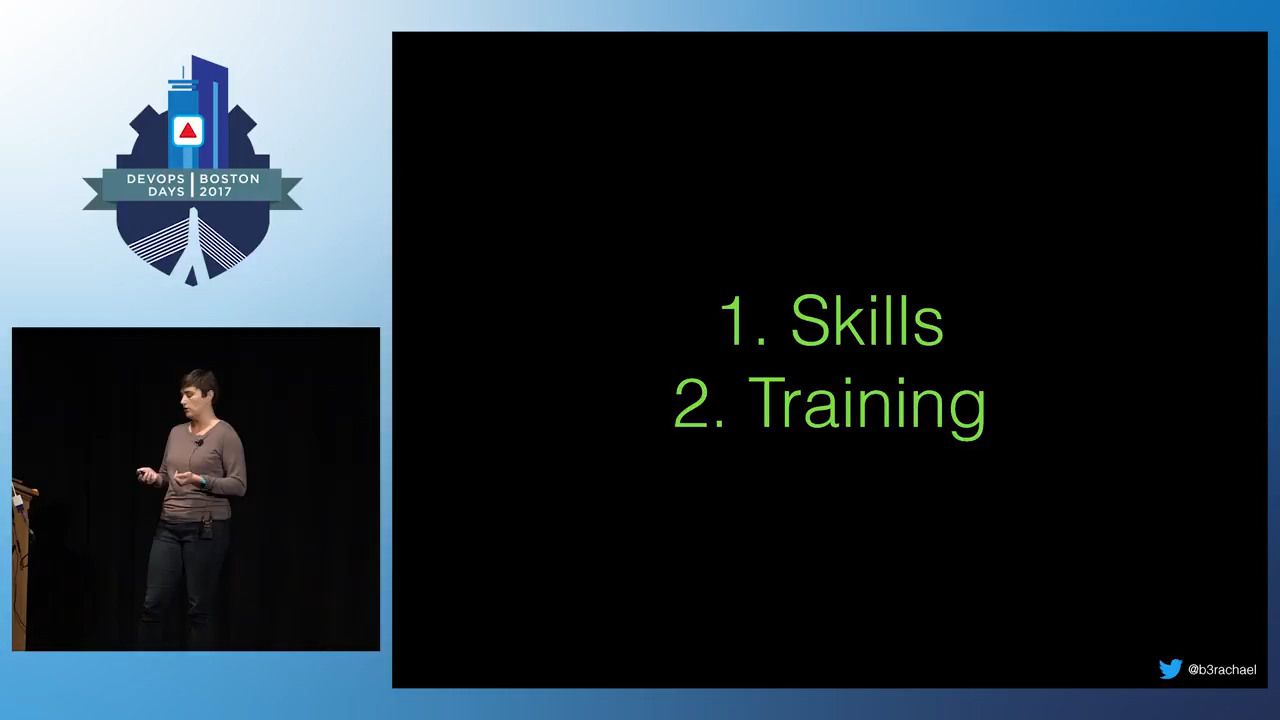 DEVOPS BOSTON
DAYS 2017
1. Skills
2. Training
@b3rachael